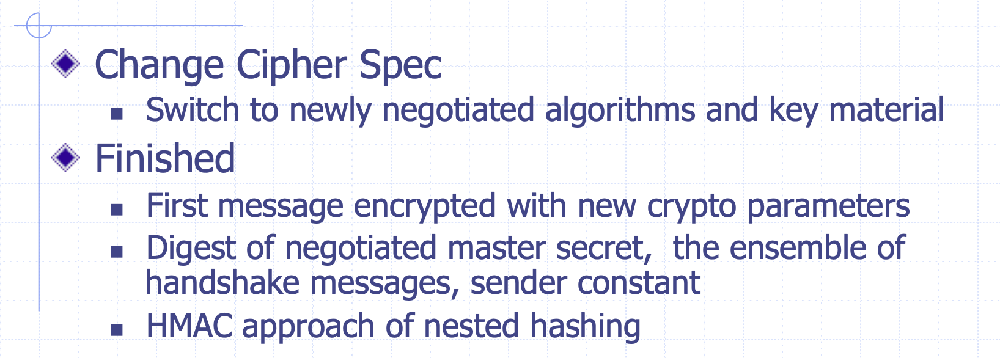 Change Cipher Spec
Switch to newly negotiated algorithms and key material
Finished
First message encrypted with new crypto parameters
Digest of negotiated master secret,  the ensemble of
handshake messages, sender constant
HMAC approach of nested hashing